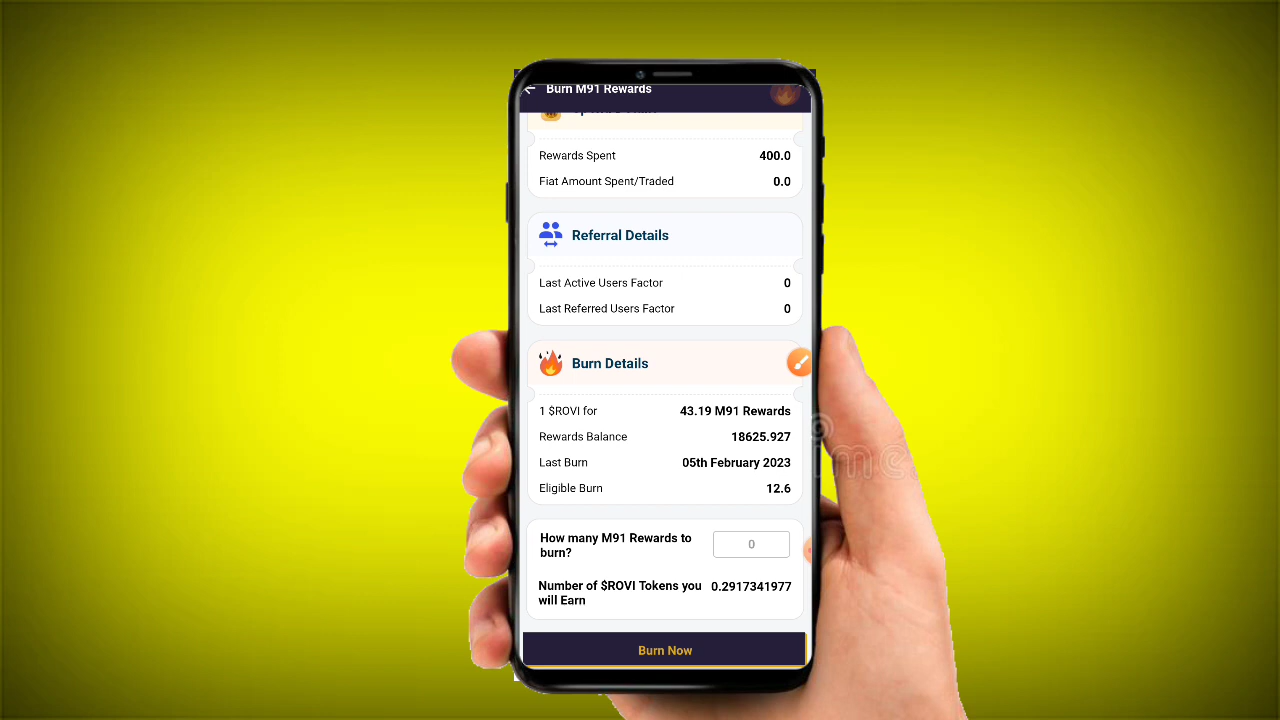 Burn M91 Rewards
Rewards Spent 400.0
Fiat Amount Spent/Traded 0.0
Referral Details
Last Active Users Factor 0
Last Referred Users Factor 0
Burn Details
1 $ROVI for 43.19 M91 Rewards
Rewards Balance 18625.927
Last Burn 05th February 2023
Eligible Burn 12.6
How many M91 Rewards to
burn? 0
Number of $ROVI Tokens you 0.2917341977
will Earn
Burn Now